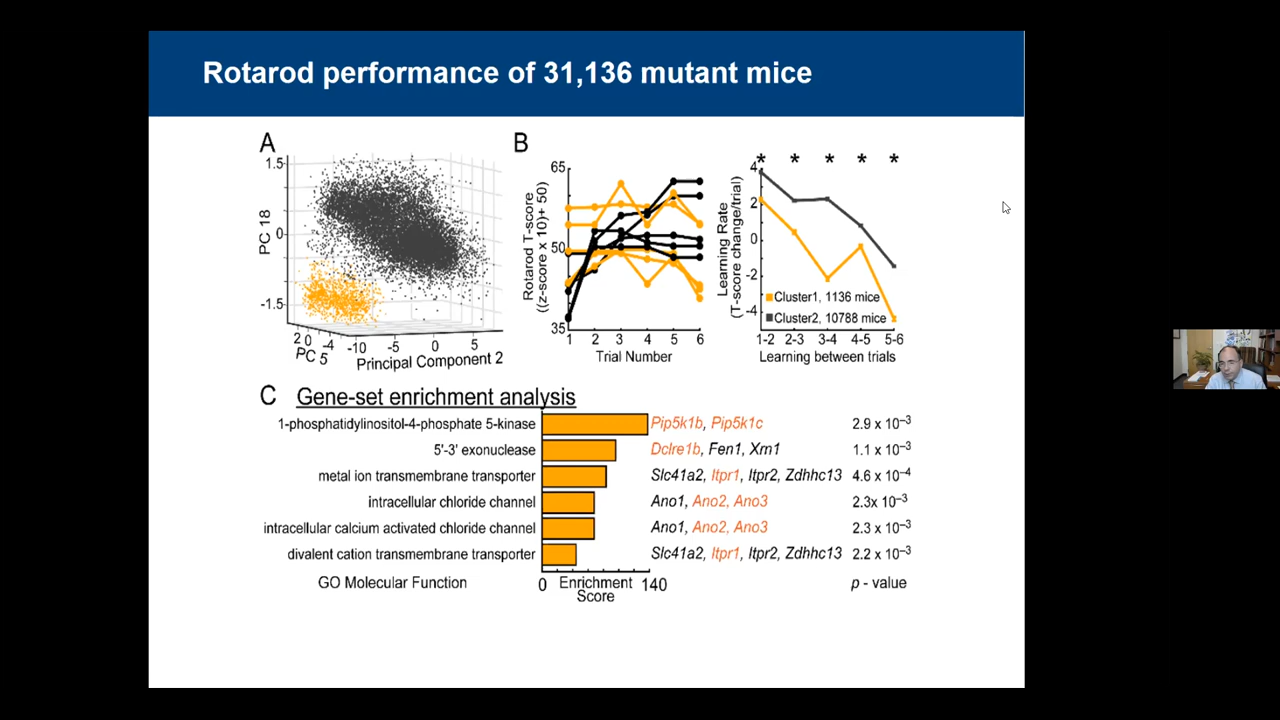 Rotarod performance of 31,136 mutant mice
A
1.5
0
-1.5
PC 18
2 0 -4
PC 5
-10 -5 0 5
Principal Component 2
B
65
50
35
Rotarod T-score
((z-score x 10)+ 50)
1 2 3 4 5 6
Trial Number
* * * * *
4
2
0
-2
-4
Learning Rate
(T-score change/trial)
Cluster1, 1136 mice
Cluster2, 10788 mice
1-2 2-3 3-4 4-5 5-6
Learning between trials
C Gene-set enrichment analysis
1-phosphatidylinositol-4-phosphate 5-kinase Pip5k1b, Pip5k1c 2.9 x 10⁻³
5'-3' exonuclease Dclre1b, Fen1, Xrn1 1.1 x 10⁻³
metal ion transmembrane transporter Slc41a2, Itpr1, Itpr2, Zdhhc13 4.6 x 10⁻⁴
intracellular chloride channel Ano1, Ano2, Ano3 2.3x 10⁻³
intracellular calcium activated chloride channel Ano1, Ano2, Ano3 2.3 x 10⁻³
divalent cation transmembrane transporter Slc41a2, Itpr1, Itpr2, Zdhhc13 2.2 x 10⁻³
GO Molecular Function 0 Enrichment 140 p - value
Score